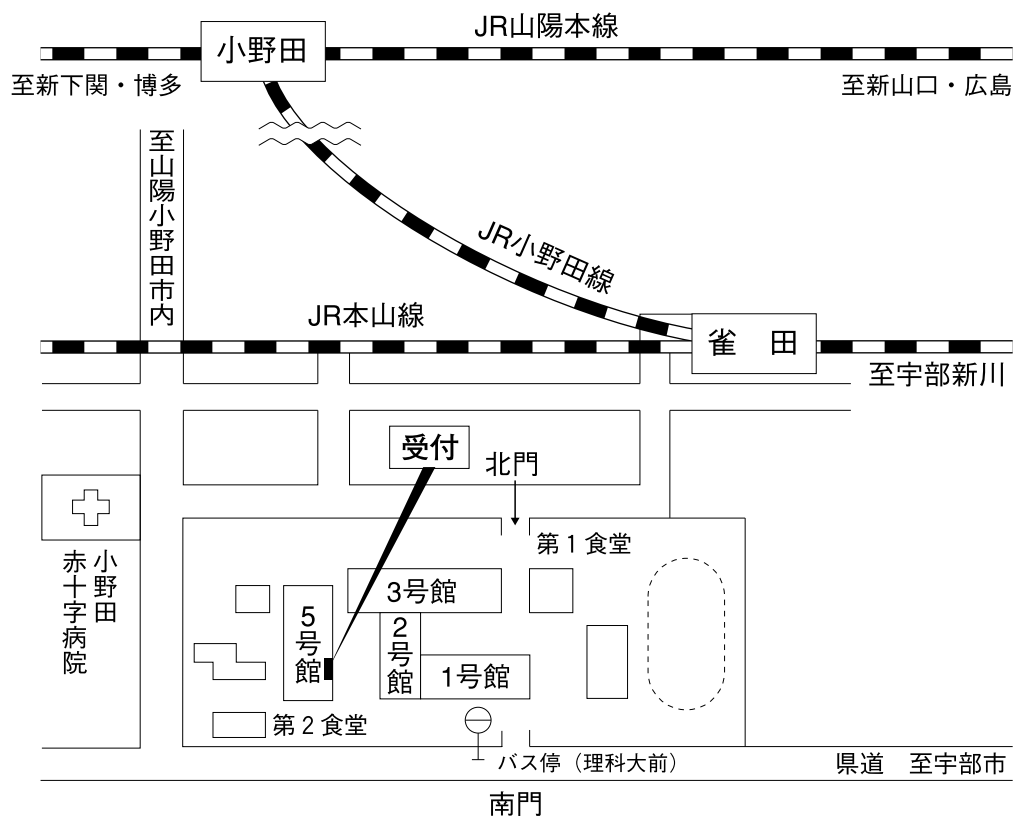 JR山陽本線
小野田
至新下関・博多
至新山口・広島
至山陽小野田市内
JR小野田線
JR本山線
雀　田
至宇部新川
受付
北門
第1食堂
小野田
赤十字病院
3号館
5号館
2号館
1号館
第2食堂
バス停（理科大前）
県道　至宇部市
南門